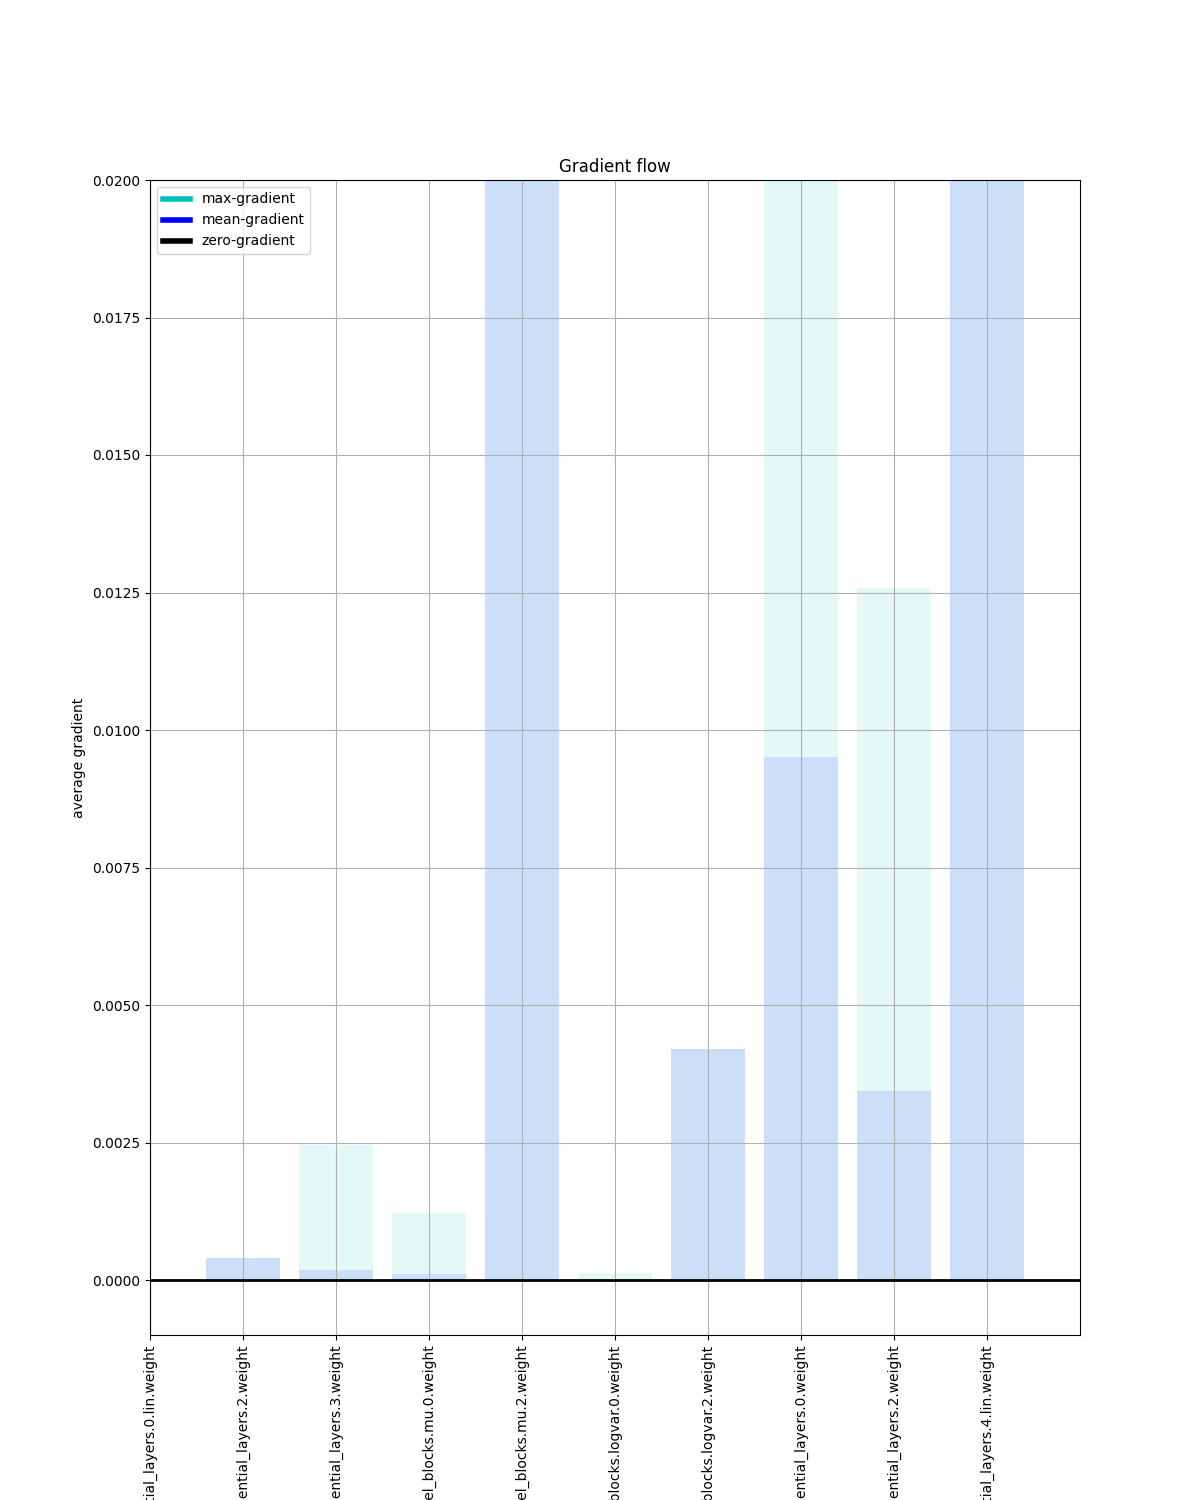 Gradient flow
max-gradient
mean-gradient
zero-gradient
0.0200
0.0175
0.0150
0.0125
0.0100
0.0075
0.0050
0.0025
0.0000
average gradient
tial_layers.0.lin.weight
ential_layers.2.weight
ential_layers.3.weight
el_blocks.mu.0.weight
el_blocks.mu.2.weight
blocks.logvar.0.weight
blocks.logvar.2.weight
ential_layers.0.weight
ential_layers.2.weight
tial_layers.4.lin.weight